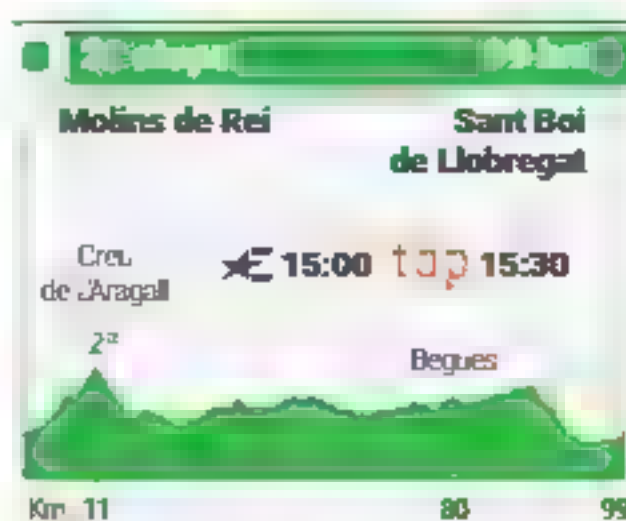 Molins de Rei
Sant Boi
de Llobregat
Creu
de l'Aragall
15:00 15:30
2ª
Begues
Km 11 80 99